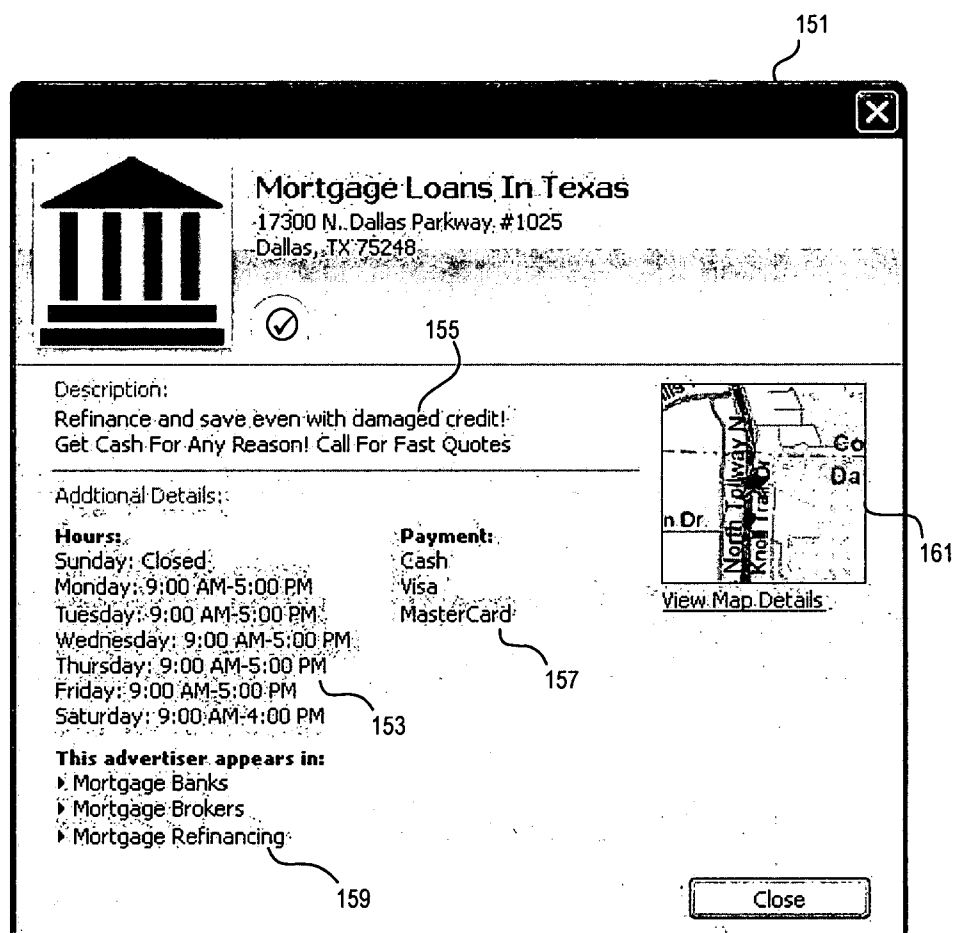 151
Mortgage Loans In Texas
17300 N. Dallas Parkway #1025
Dallas, TX 75248
155
Description:
Refinance and save even with damaged credit!
Get Cash For Any Reason! Call For Fast Quotes
Addtional Details:
Hours:
Sunday: Closed
Monday: 9:00 AM-5:00 PM
Tuesday: 9:00 AM-5:00 PM
Wednesday: 9:00 AM-5:00 PM
Thursday: 9:00 AM-5:00 PM
Friday: 9:00 AM-5:00 PM
Saturday: 9:00 AM-4:00 PM
153
Payment:
Cash
Visa
MasterCard
157
North Tollway N
Knoll Trail Dr
n Dr
Co
Da
161
View Map Details
This advertiser appears in:
Mortgage Banks
Mortgage Brokers
Mortgage Refinancing
159
Close